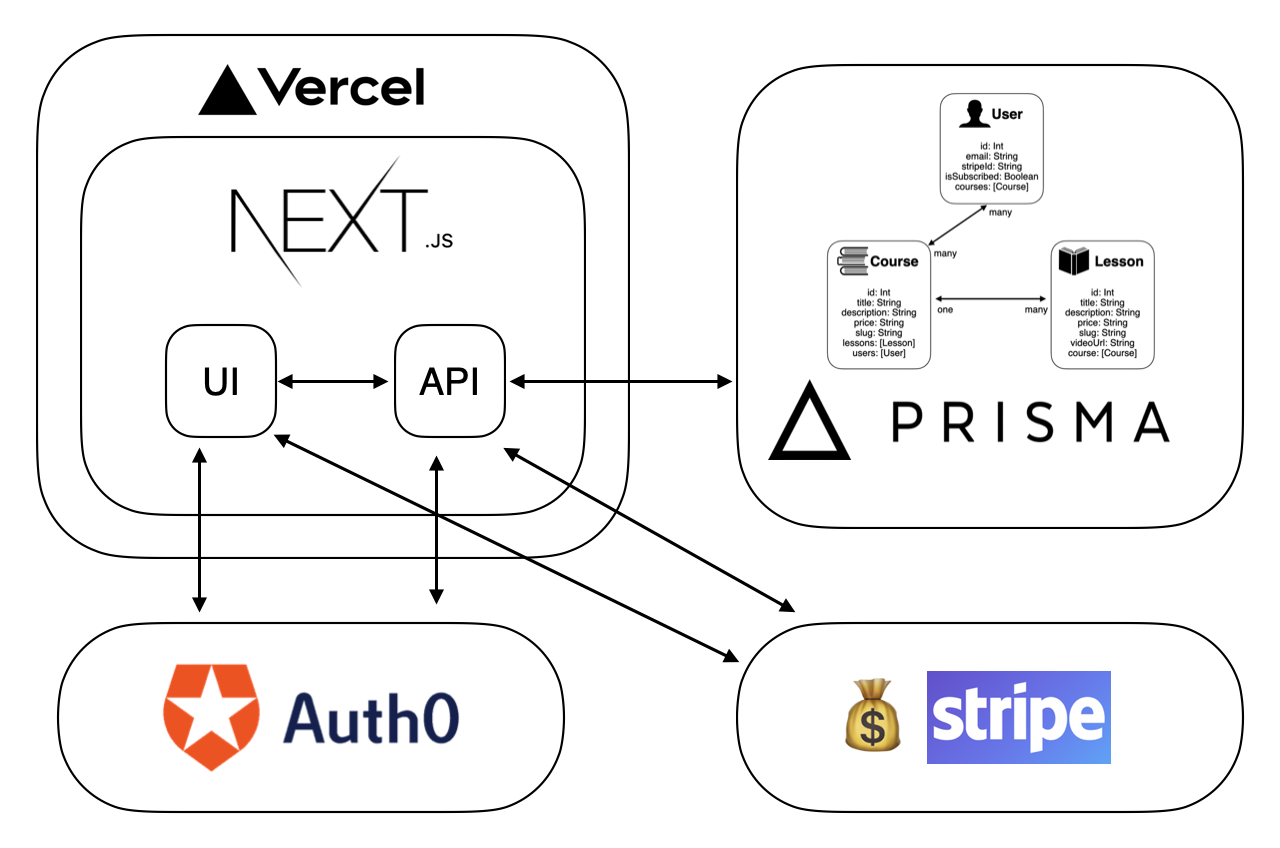 Vercel
NEXT.JS
UI
API
User
id: Int
email: String
stripeId: String
isSubscribed: Boolean
courses: [Course]
many
many
Course
id: Int
title: String
description: String
price: String
slug: String
lessons: [Lesson]
users: [User]
one
many
Lesson
id: Int
title: String
description: String
price: String
slug: String
videoUrl: String
course: [Course]
PRISMA
Auth0
$
stripe